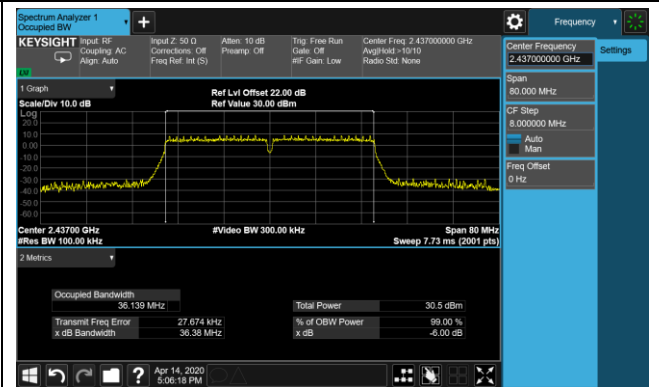 Spectrum Analyzer 1
Occupied BW
Frequency
KEYSIGHT
Input: RF
Coupling: AC
Align: Auto
Input Z: 50 Ω
Corrections: Off
Freq Ref: Int (S)
Atten: 10 dB
Preamp: Off
Trig: Free Run
Gate: Off
#IF Gain: Low
Center Freq: 2.437000000 GHz
Avg|Hold:>10/10
Radio Std: None
LVI
Center Frequency
2.437000000 GHz
Settings
Span
80.000 MHz
CF Step
8.000000 MHz
Auto
Man
Freq Offset
0 Hz
1 Graph
Scale/Div 10.0 dB
Ref Lvl Offset 22.00 dB
Ref Value 30.00 dBm
Log
20.0
10.0
0.00
-10.0
-20.0
-30.0
-40.0
-50.0
-60.0
Center 2.43700 GHz
#Res BW 100.00 kHz
#Video BW 300.00 kHz
Span 80 MHz
Sweep 7.73 ms (2001 pts)
2 Metrics
Occupied Bandwidth
36.139 MHz
Total Power 30.5 dBm
Transmit Freq Error 27.674 kHz
% of OBW Power 99.00 %
x dB Bandwidth 36.38 MHz
x dB -6.00 dB
Apr 14, 2020
5:06:18 PM